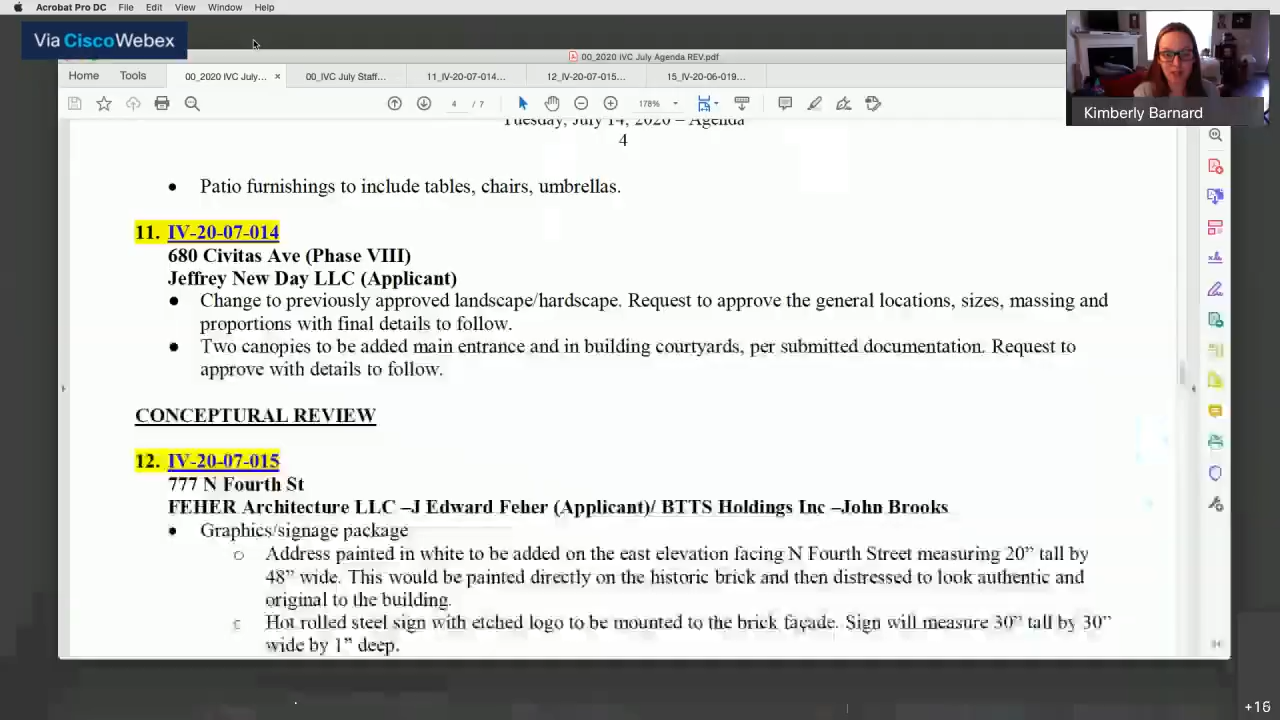 Acrobat Pro DC File Edit View Window Help
Via CiscoWebex
00_2020 IVC July Agenda REV.pdf
Home Tools 00_2020 IVC July... × 00_IVC July Staff... 11_IV-20-07-014... 12_IV-20-07-015... 15_IV-20-06-019...
4 / 7 178%
Kimberly Barnard
Tuesday, July 14, 2020 – Agenda
4
• Patio furnishings to include tables, chairs, umbrellas.
11. IV-20-07-014
680 Civitas Ave (Phase VIII)
Jeffrey New Day LLC (Applicant)
• Change to previously approved landscape/hardscape. Request to approve the general locations, sizes, massing and
proportions with final details to follow.
• Two canopies to be added main entrance and in building courtyards, per submitted documentation. Request to
approve with details to follow.
CONCEPTURAL REVIEW
12. IV-20-07-015
777 N Fourth St
FEHER Architecture LLC –J Edward Feher (Applicant)/ BTTS Holdings Inc –John Brooks
• Graphics/signage package
o Address painted in white to be added on the east elevation facing N Fourth Street measuring 20” tall by
48” wide. This would be painted directly on the historic brick and then distressed to look authentic and
original to the building.
o Hot rolled steel sign with etched logo to be mounted to the brick façade. Sign will measure 30” tall by 30”
wide by 1” deep.
+16